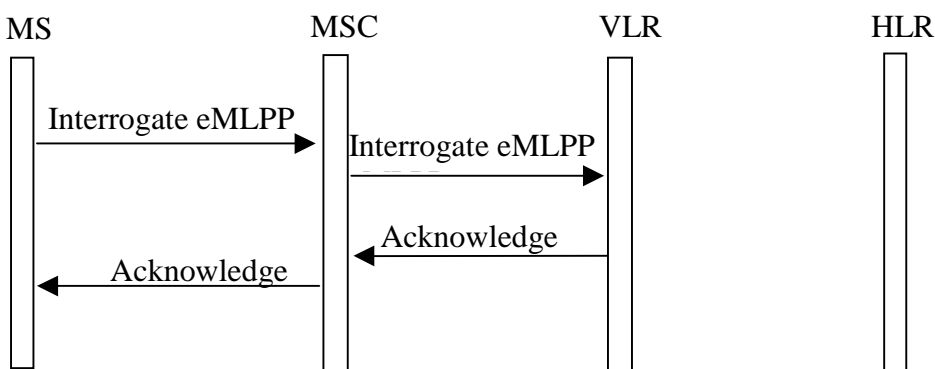 MS MSC VLR HLR
Interrogate eMLPP
Interrogate eMLPP
Acknowledge
Acknowledge